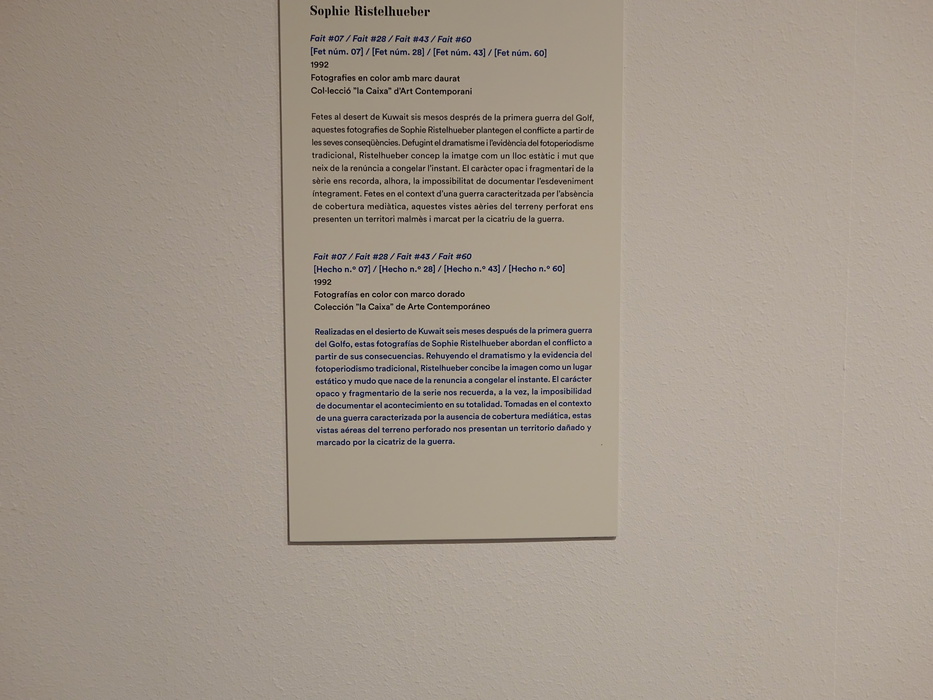 Sophie Ristelhueber
Fait #07 / Fait #28 / Fait #43 / Fait #60
[Fet núm. 07] / [Fet núm. 28] / [Fet núm. 43] / [Fet núm. 60]
1992
Fotografies en color amb marc daurat
Col·lecció "la Caixa" d'Art Contemporani
Fetes al desert de Kuwait sis mesos després de la primera guerra del Golf,
aquestes fotografies de Sophie Ristelhueber plantegen el conflicte a partir de
les seves conseqüències. Defugint el dramatisme i l'evidència del fotoperiodisme
tradicional, Ristelhueber concep la imatge com un lloc estàtic i mut que
neix de la renúncia a congelar l'instant. El caràcter opac i fragmentari de la
sèrie ens recorda, alhora, la impossibilitat de documentar l'esdeveniment
íntegrament. Fetes en el context d'una guerra caracteritzada per l'absència
de cobertura mediàtica, aquestes vistes aèries del terreny perforat ens
presenten un territori malmès i marcat per la cicatriu de la guerra.
Fait #07 / Fait #28 / Fait #43 / Fait #60
[Hecho n.º 07] / [Hecho n.º 28] / [Hecho n.º 43] / [Hecho n.º 60]
1992
Fotografías en color con marco dorado
Colección "la Caixa" de Arte Contemporáneo
Realizadas en el desierto de Kuwait seis meses después de la primera guerra
del Golfo, estas fotografías de Sophie Ristelhueber abordan el conflicto a
partir de sus consecuencias. Rehuyendo el dramatismo y la evidencia del
fotoperiodismo tradicional, Ristelhueber concibe la imagen como un lugar
estático y mudo que nace de la renuncia a congelar el instante. El carácter
opaco y fragmentario de la serie nos recuerda, a la vez, la imposibilidad
de documentar el acontecimiento en su totalidad. Tomadas en el contexto
de una guerra caracterizada por la ausencia de cobertura mediática, estas
vistas aéreas del terreno perforado nos presentan un territorio dañado y
marcado por la cicatriz de la guerra.